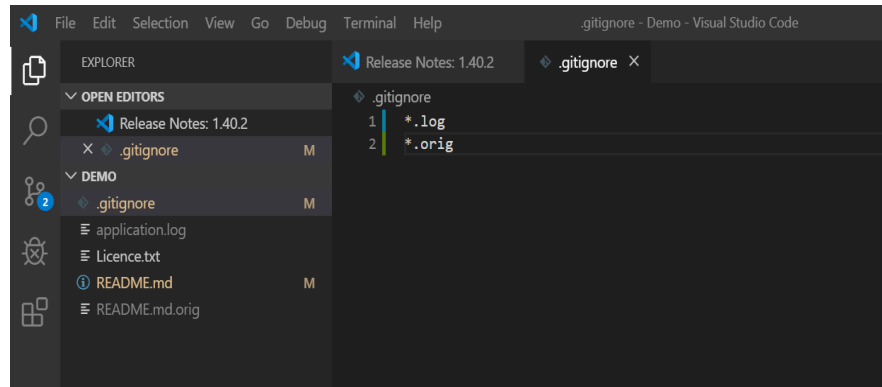 File Edit Selection View Go Debug Terminal Help .gitignore - Demo - Visual Studio Code
EXPLORER
Release Notes: 1.40.2
.gitignore
OPEN EDITORS
Release Notes: 1.40.2
.gitignore M
DEMO
.gitignore M
application.log
Licence.txt
README.md M
README.md.orig
2
.gitignore
1 *.log
2 *.orig